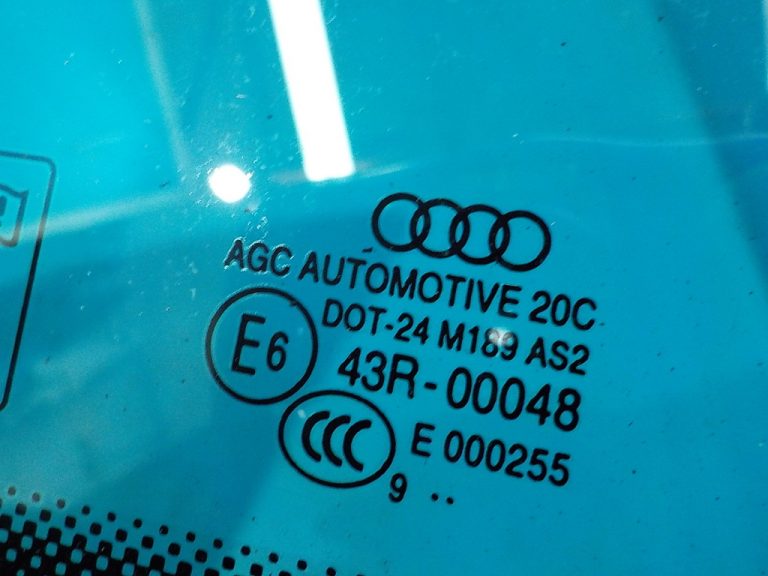 AGC AUTOMOTIVE 20C
DOT-24 M189 AS2
E6 43R-00048
CCC E 000255
9 ..